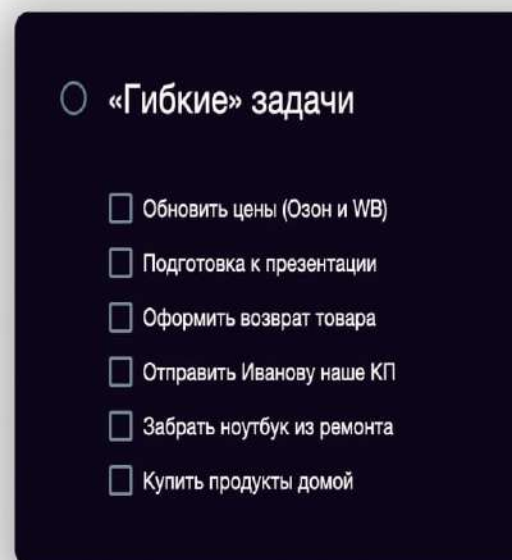 «Гибкие» задачи
Обновить цены (Озон и WB)
Подготовка к презентации
Оформить возврат товара
Отправить Иванову наше КП
Забрать ноутбук из ремонта
Купить продукты домой